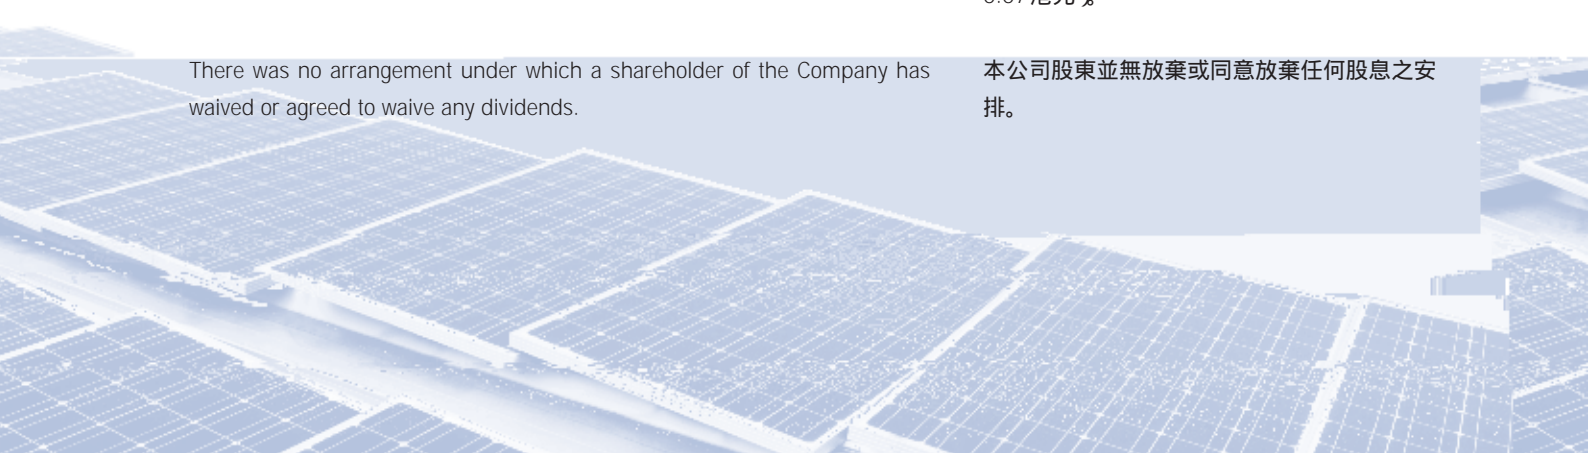 There was no arrangement under which a shareholder of the Company has
waived or agreed to waive any dividends.
本公司股東並無放棄或同意放棄任何股息之安
排。